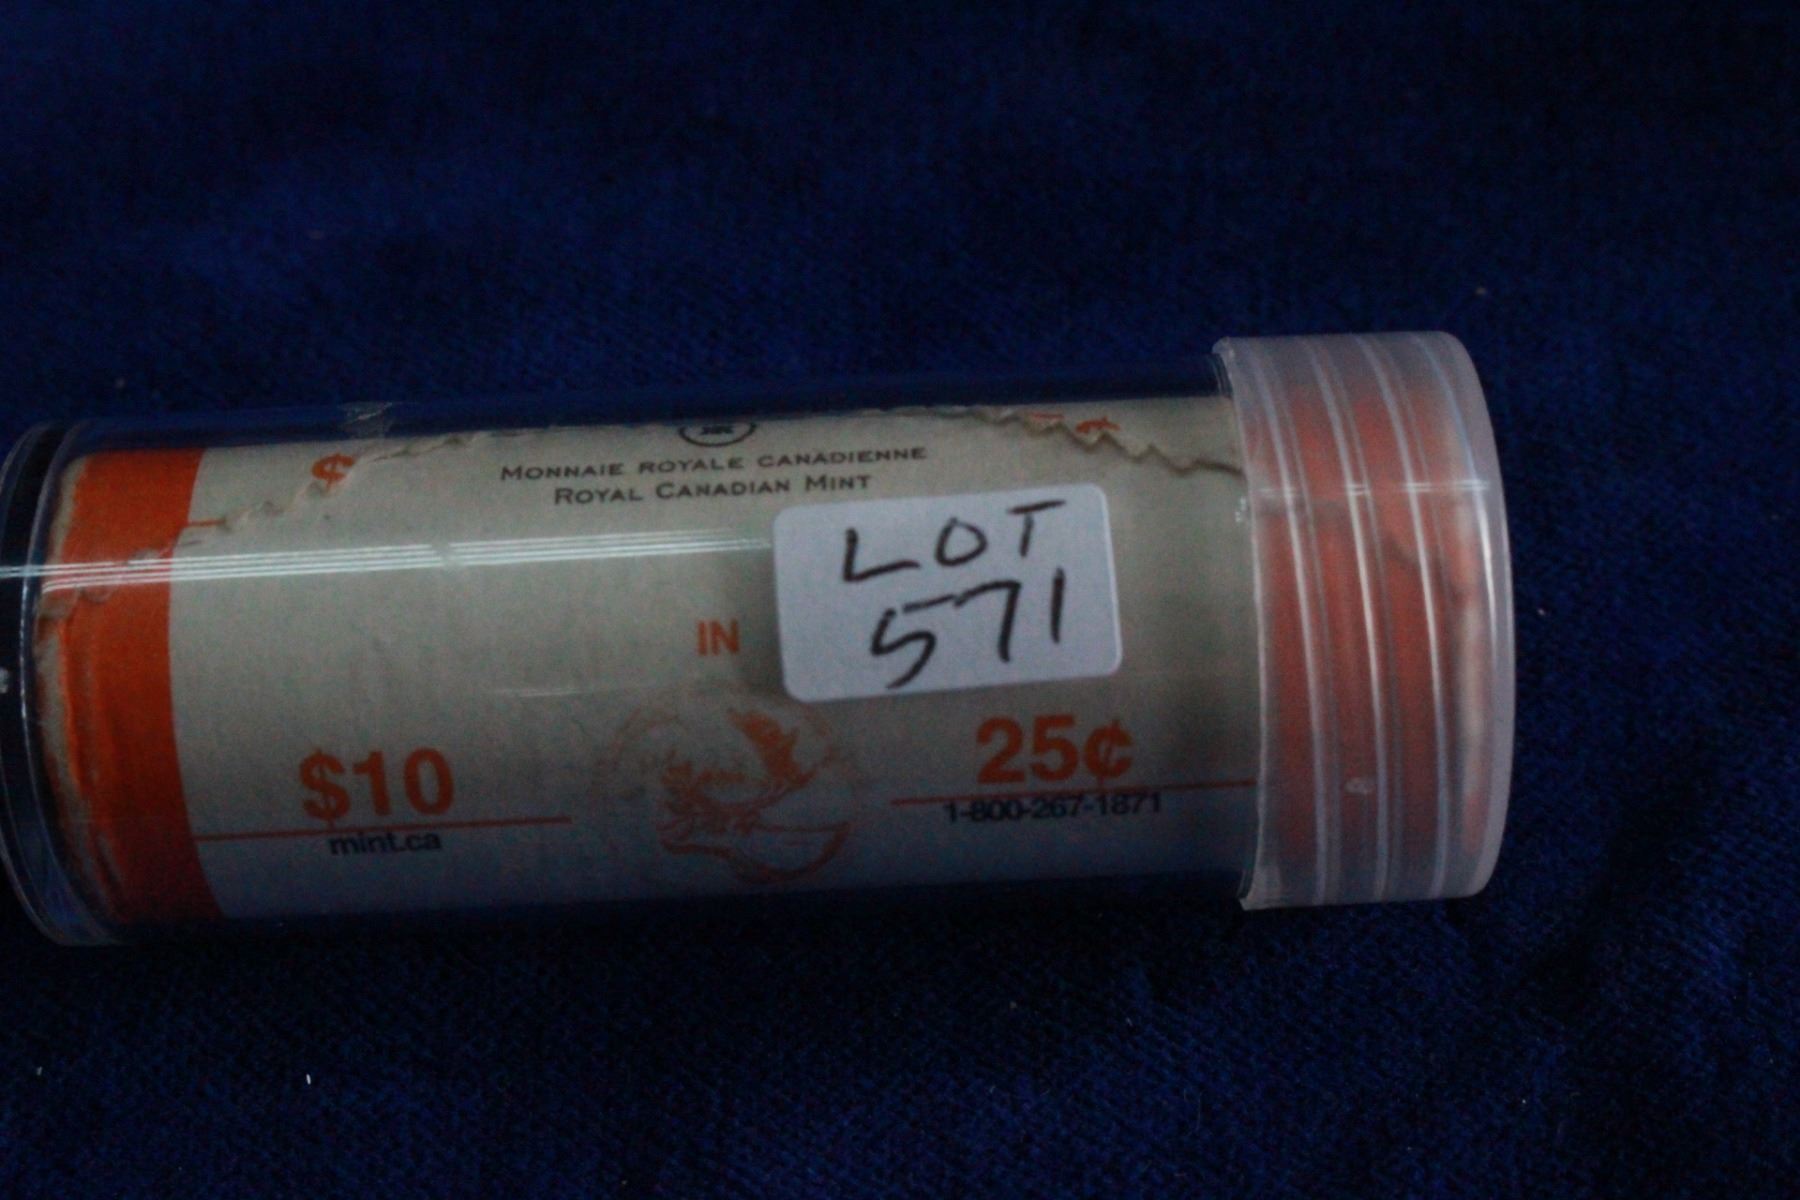 $
MONNAIE ROYALE CANADIENNE
ROYAL CANADIAN MINT
LOT
571
IN
$10
25¢
mint.ca
1-800-267-1871